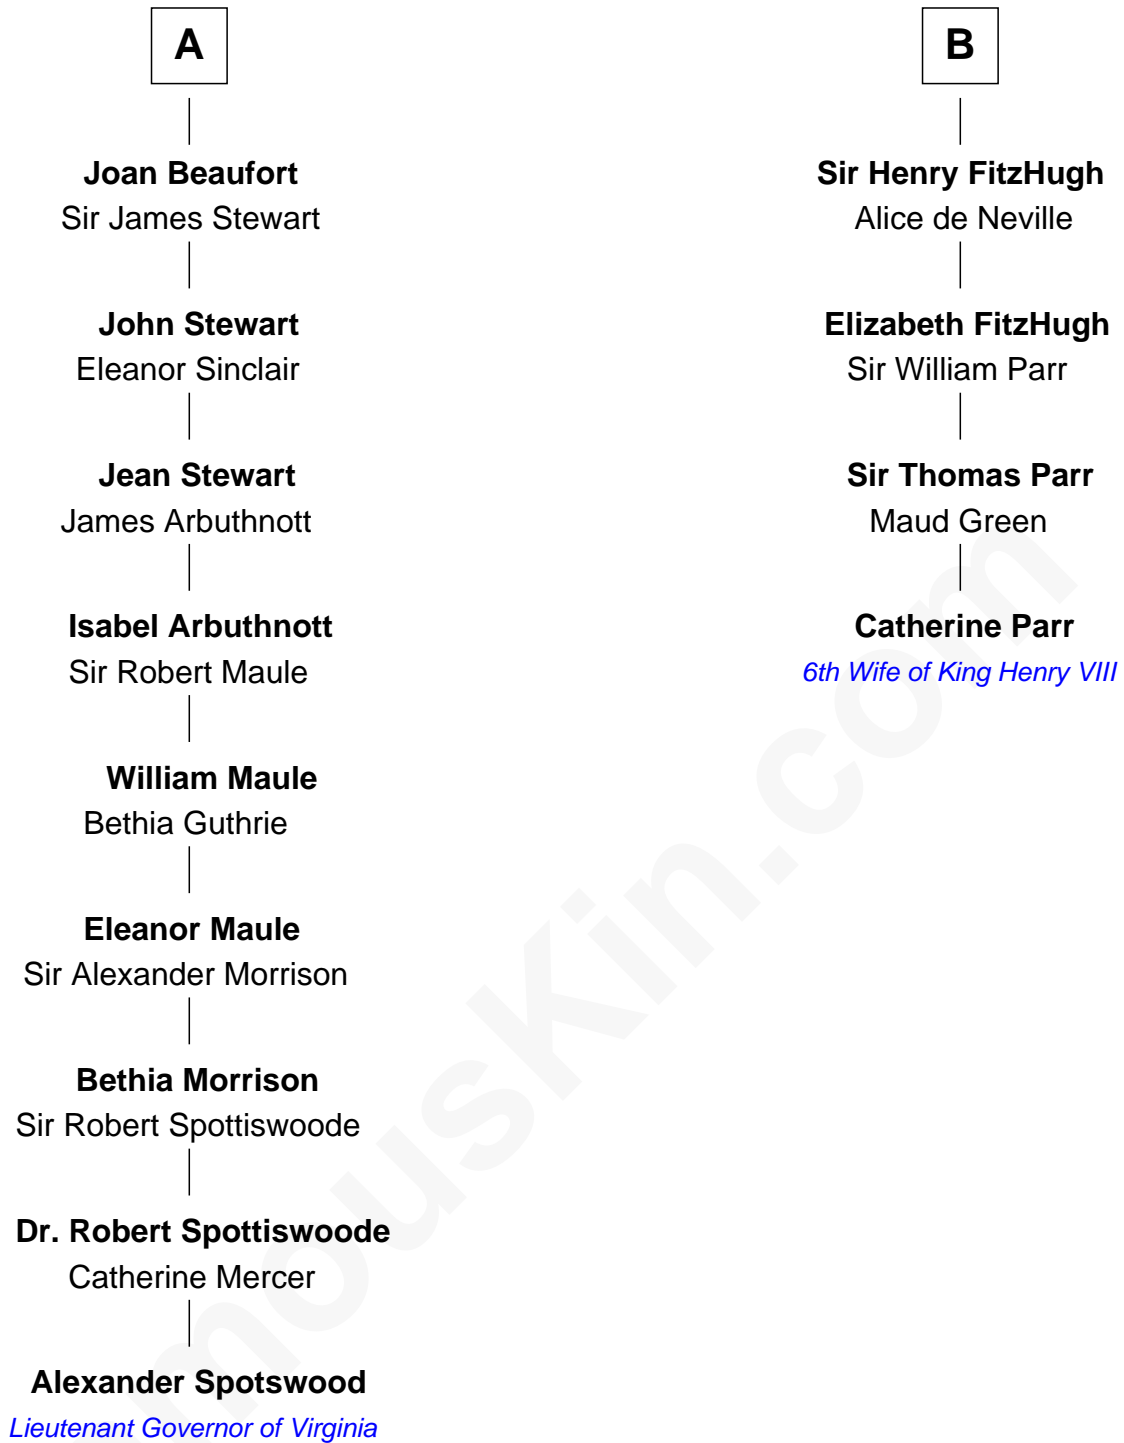 A
Joan Beaufort
Sir James Stewart
John Stewart
Eleanor Sinclair
Jean Stewart
James Arbuthnott
Isabel Arbuthnott
Sir Robert Maule
William Maule
Bethia Guthrie
Eleanor Maule
Sir Alexander Morrison
Bethia Morrison
Sir Robert Spottiswoode
Dr. Robert Spottiswoode
Catherine Mercer
Alexander Spotswood
Lieutenant Governor of Virginia
B
Sir Henry FitzHugh
Alice de Neville
Elizabeth FitzHugh
Sir William Parr
Sir Thomas Parr
Maud Green
Catherine Parr
6th Wife of King Henry VIII
mousKin.com